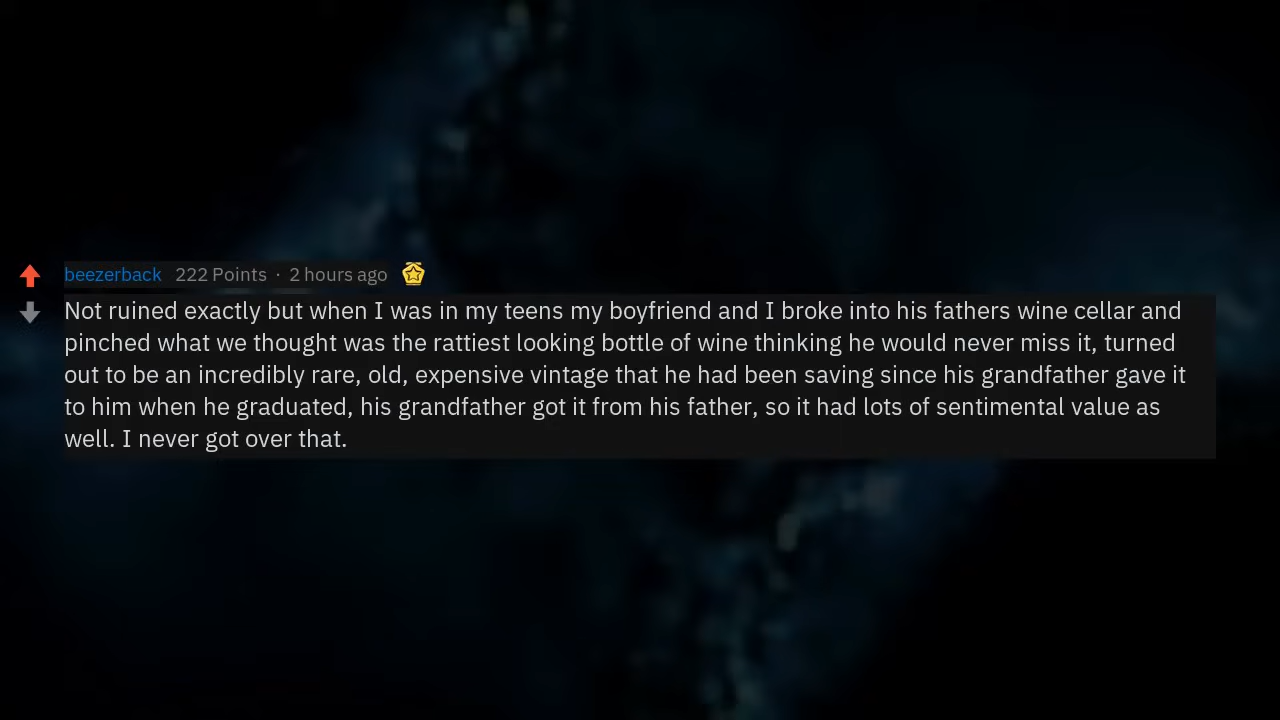 beezerback 222 Points · 2 hours ago
Not ruined exactly but when I was in my teens my boyfriend and I broke into his fathers wine cellar and
pinched what we thought was the rattiest looking bottle of wine thinking he would never miss it, turned
out to be an incredibly rare, old, expensive vintage that he had been saving since his grandfather gave it
to him when he graduated, his grandfather got it from his father, so it had lots of sentimental value as
well. I never got over that.